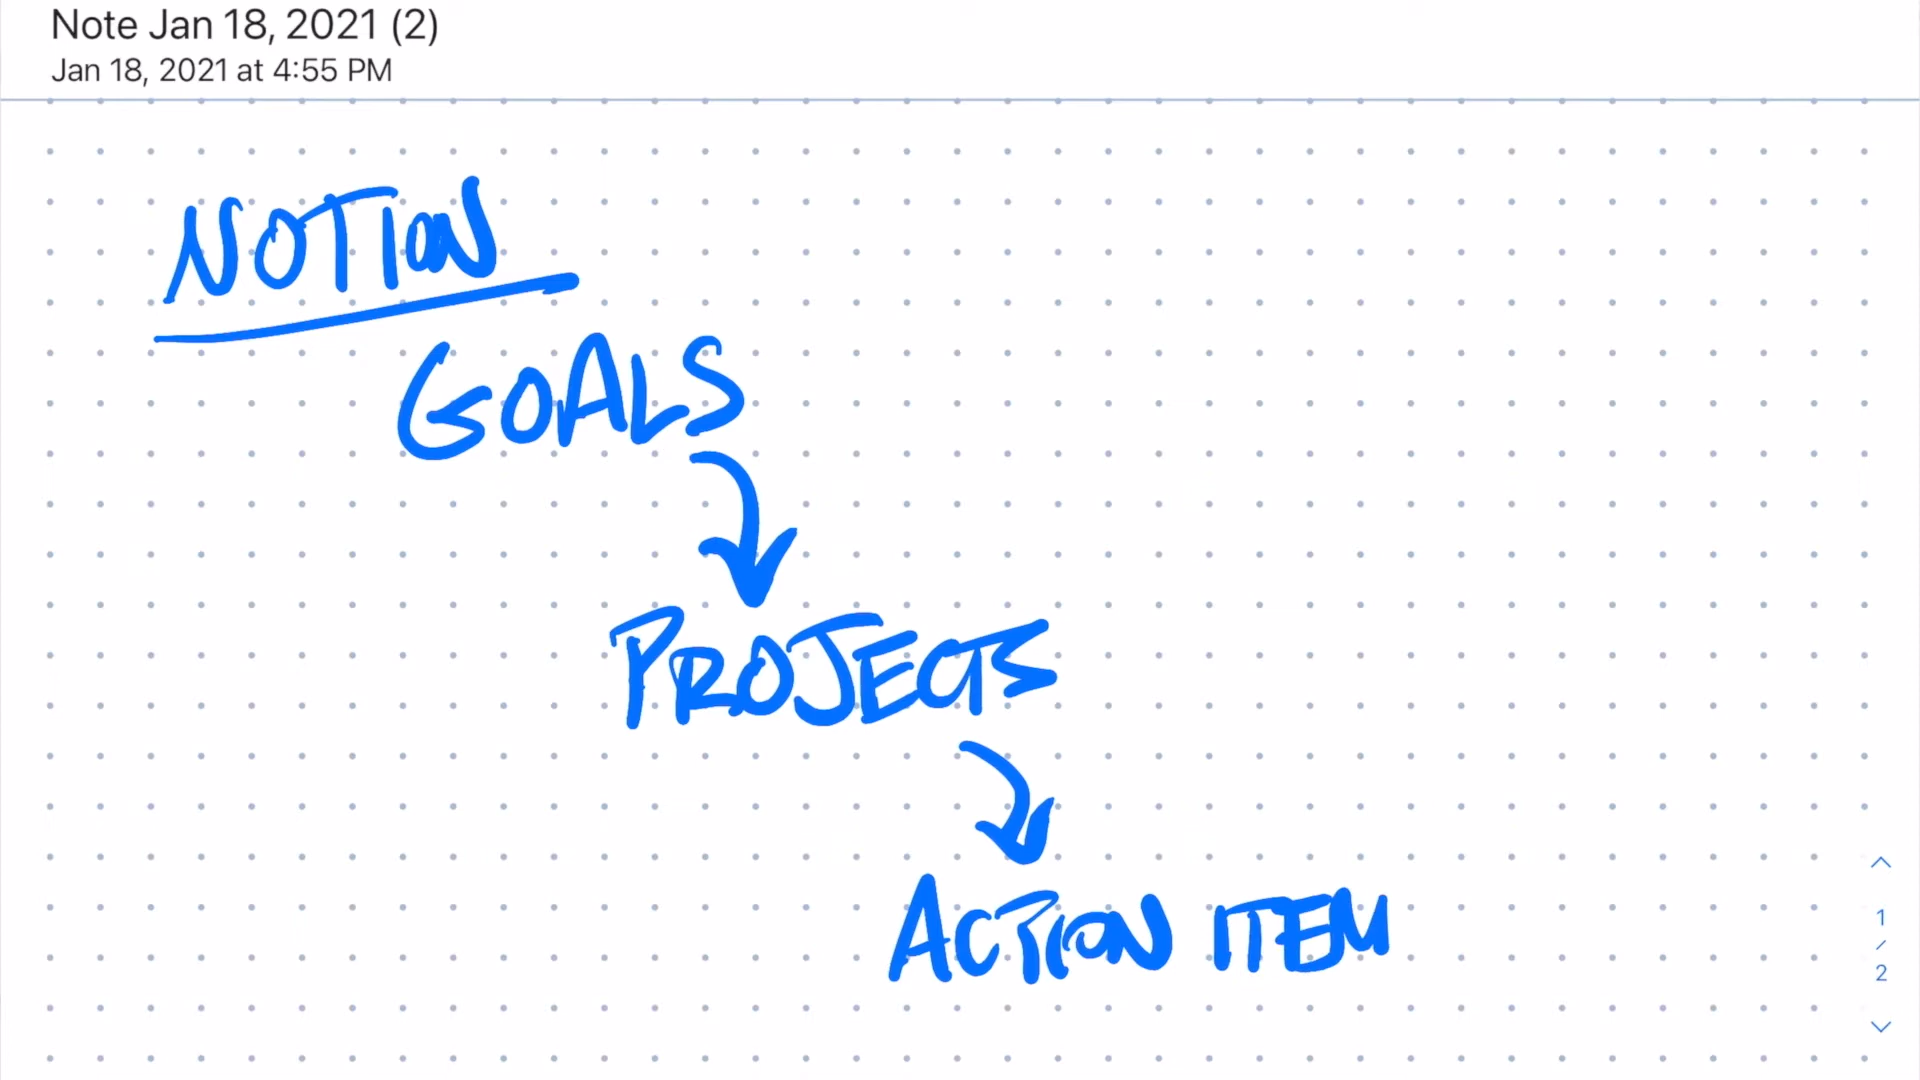 Note Jan 18, 2021 (2)
Jan 18, 2021 at 4:55 PM
NOTION
GOALS
PROJECTS
ACTION ITEM
1
/
2